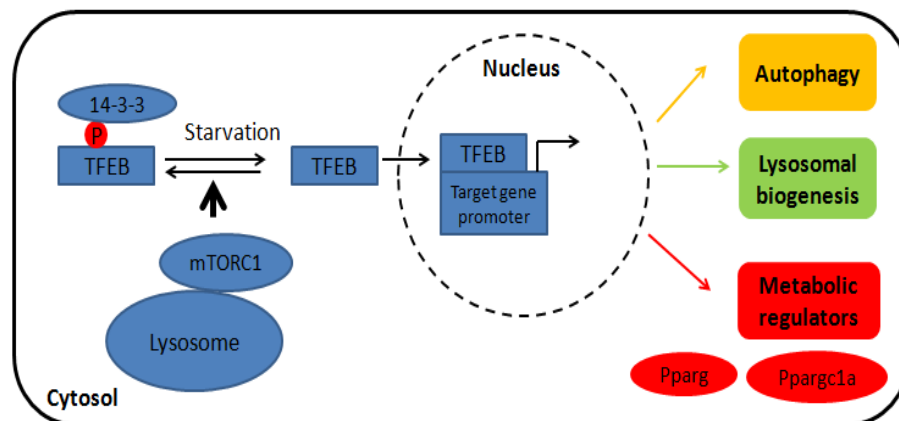 14-3-3
P
TFEB
Starvation
TFEB
mTORC1
Lysosome
Cytosol
Nucleus
TFEB
Target gene
promoter
Autophagy
Lysosomal
biogenesis
Metabolic
regulators
Pparg
Ppargc1a